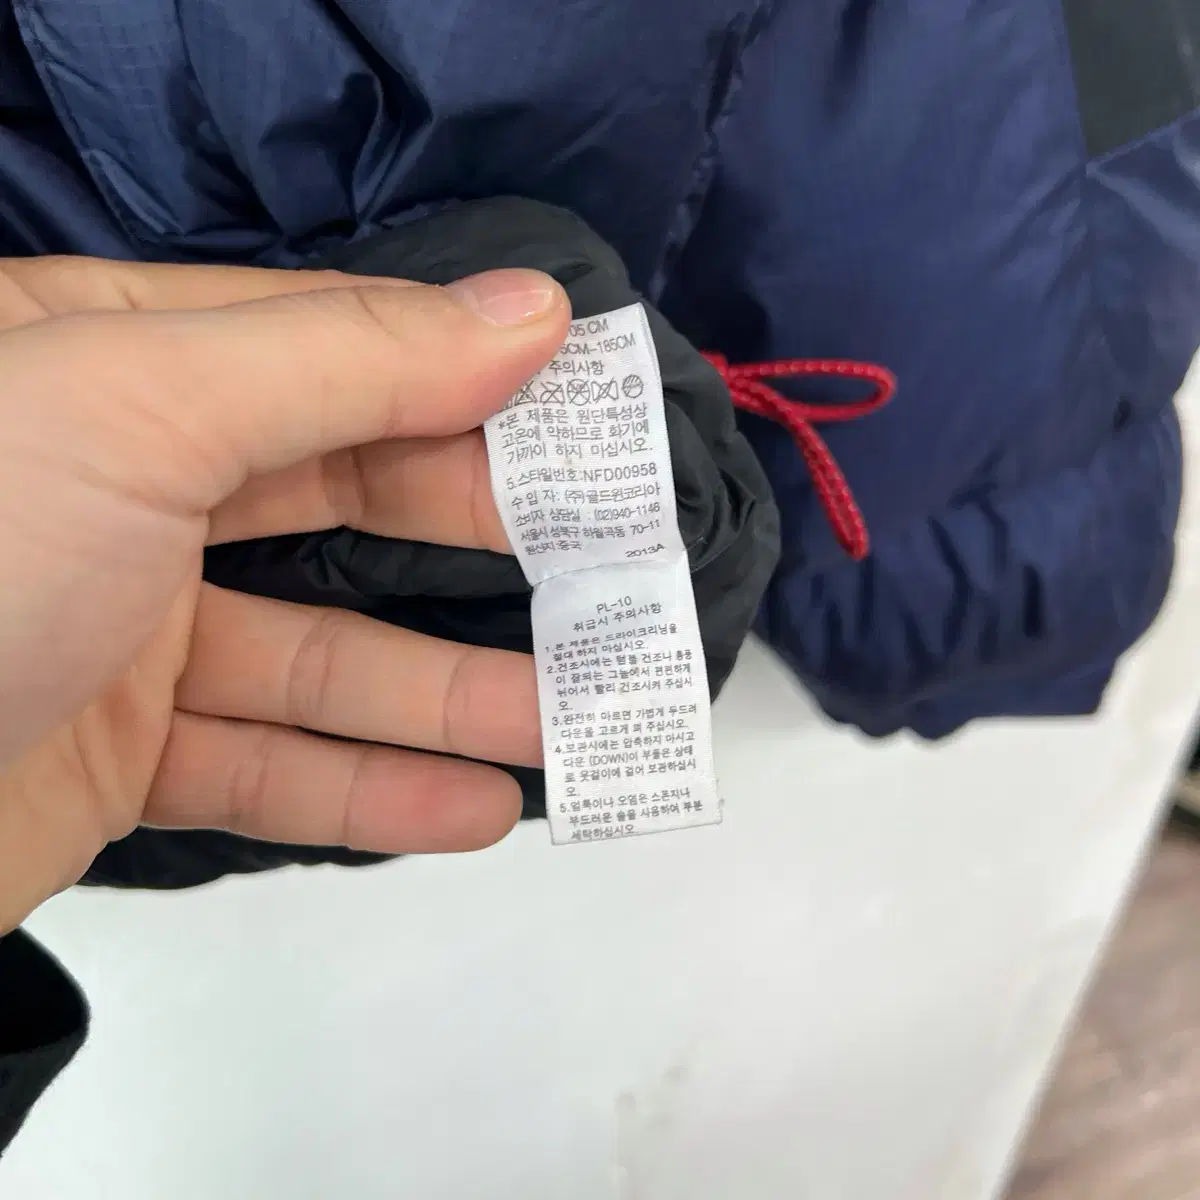 05 CM
5CM-185CM
주의사항
*본 제품은 원단특성상
고온에 약하므로 화기에
가까이 하지 마십시오.
5.스타일번호:NFD00958
수 입 자: (주)골드윈코리아
소비자 상담실 : (02)940-1146
서울시 성북구 하월곡동 70-11
원산지:중국
2013A
PL-10
취급시 주의사항
1.본 제품은 드라이크리닝을
절대 하지 마십시오.
2.건조시에는 텀블 건조나 통풍
이 잘되는 그늘에서 편편하게
뉘어서 빨리 건조시켜 주십시
오.
3.완전히 마르면 가볍게 두드려
다운을 고르게 펴 주십시오.
4.보관시에는 압축하지 마시고
다운 (DOWN)이 부풀은 상태
로 옷걸이에 걸어 보관하십시
오.
5.얼룩이나 오염은 스폰지나
부드러운 솔을 사용하여 부분
세탁하십시오.